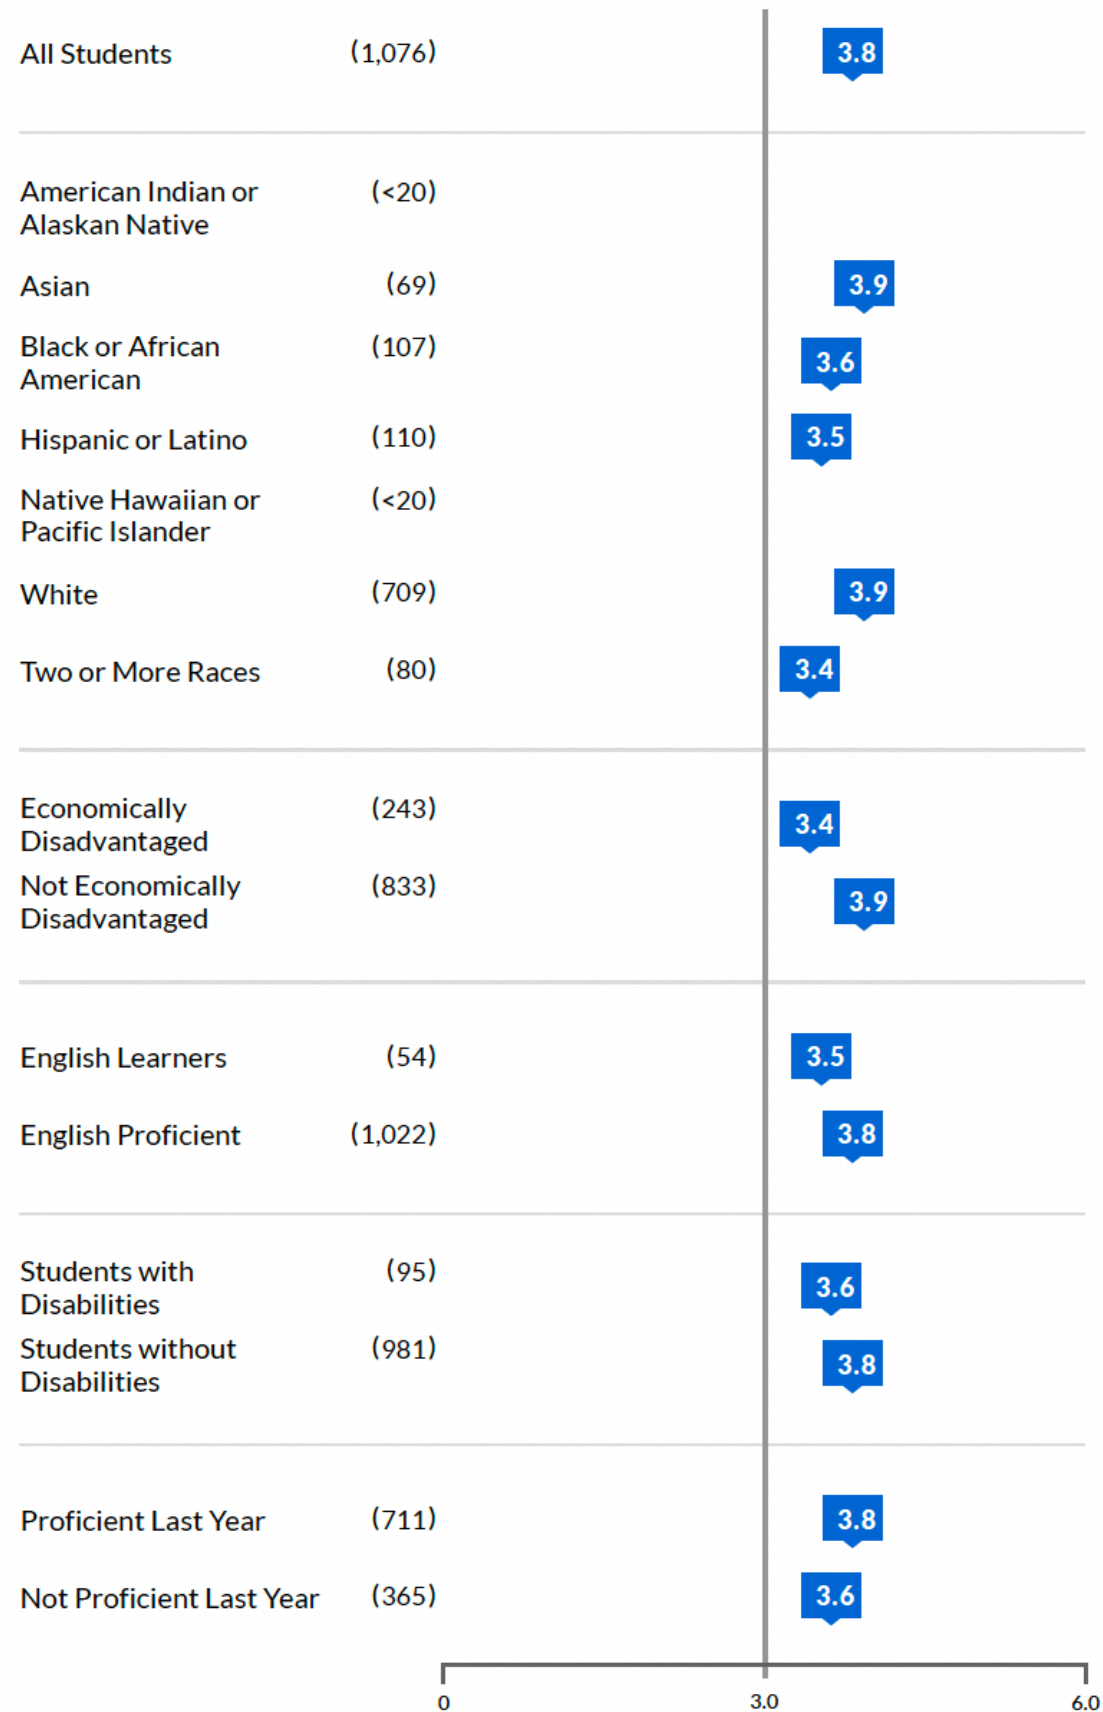 All Students (1,076) 3.8
American Indian or (<20)
Alaskan Native
Asian (69) 3.9
Black or African (107) 3.6
American
Hispanic or Latino (110) 3.5
Native Hawaiian or (<20)
Pacific Islander
White (709) 3.9
Two or More Races (80) 3.4
Economically (243) 3.4
Disadvantaged
Not Economically (833) 3.9
Disadvantaged
English Learners (54) 3.5
English Proficient (1,022) 3.8
Students with (95) 3.6
Disabilities
Students without (981) 3.8
Disabilities
Proficient Last Year (711) 3.8
Not Proficient Last Year (365) 3.6
0 3.0 6.0